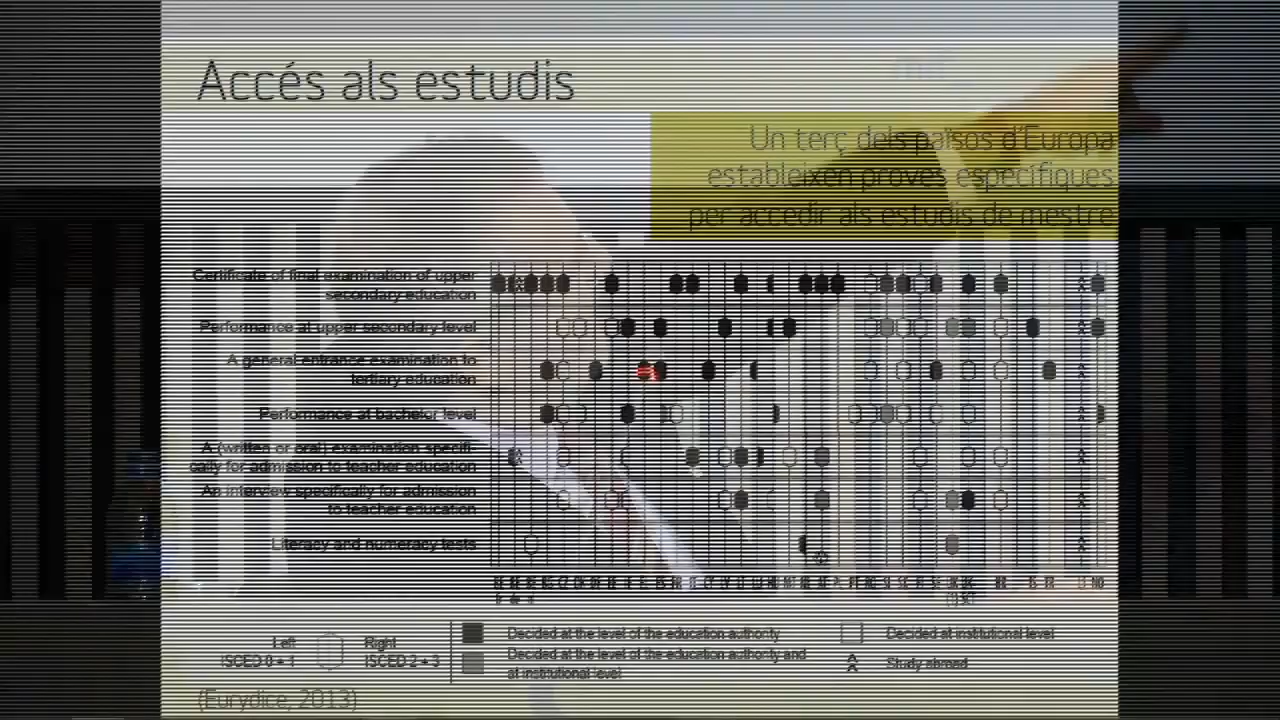 Accés als estudis
Un terç dels països d'Europa
estableixen proves específiques
per accedir als estudis de mestre
Certificate of final examination of upper
secondary education
Performance at upper secondary level
A general entrance examination to
tertiary education
Performance at bachelor level
A (written or oral) examination specifi-
cally for admission to teacher education
An interview specifically for admission
to teacher education
Literacy and numeracy tests
Left
ISCED 0 + 1
Right
ISCED 2 + 3
Decided at the level of the education authority
Decided at the level of the education authority and
at institutional level
Decided at institutional level
Study abroad
(Eurydice, 2013)